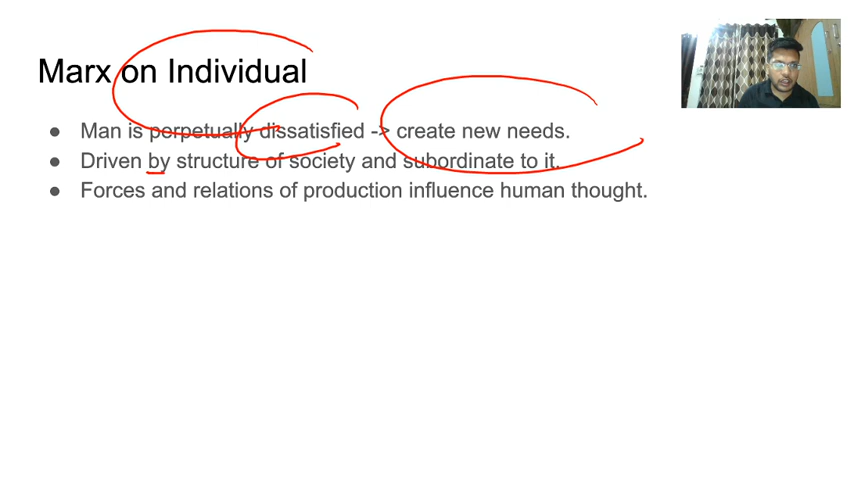 Marx on Individual
● Man is perpetually dissatisfied -> create new needs.
● Driven by structure of society and subordinate to it.
● Forces and relations of production influence human thought.